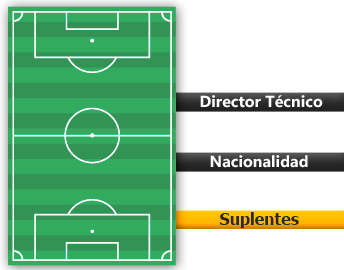 Director Técnico
Nacionalidad
Suplentes